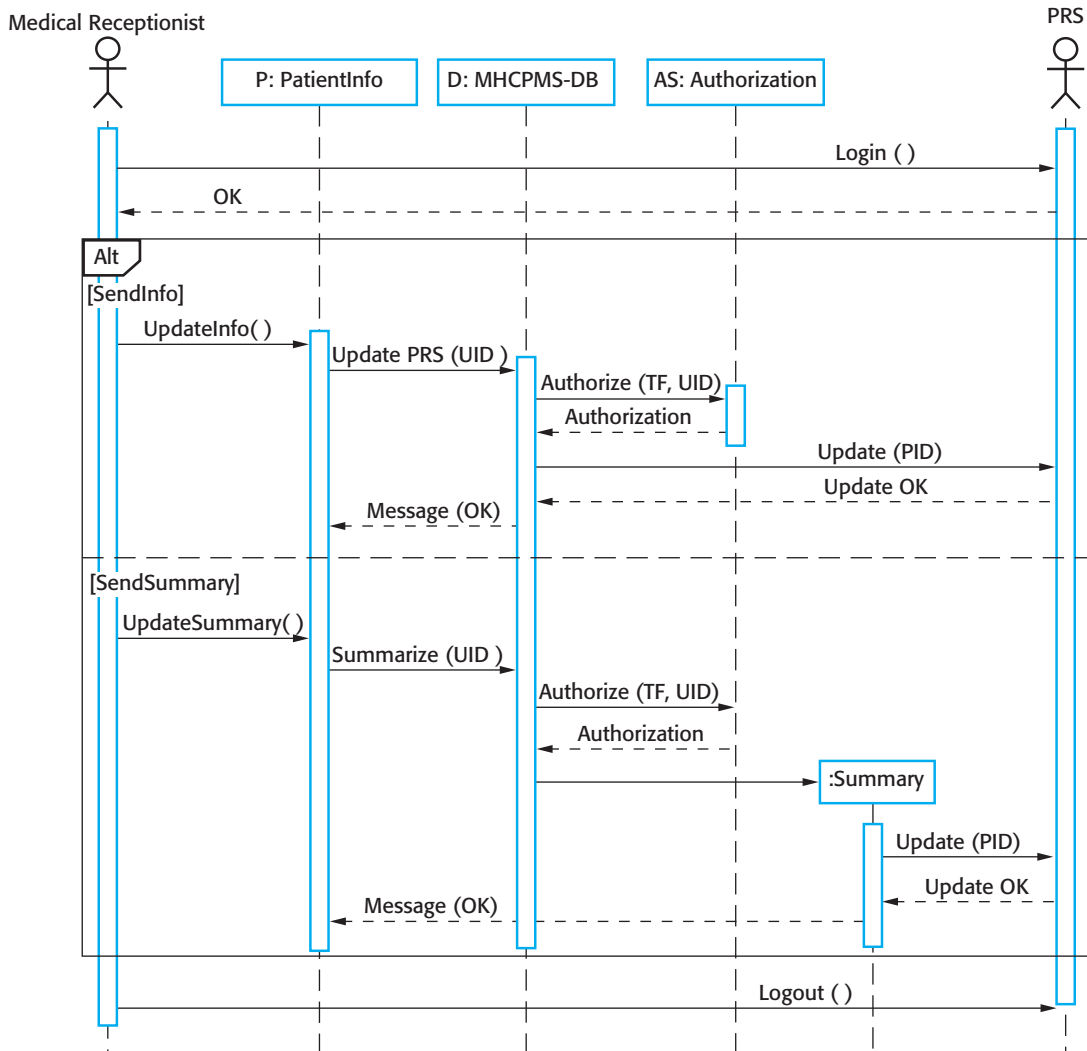 Medical Receptionist
PRS
P: PatientInfo
D: MHCPMS-DB
AS: Authorization
Login ( )
OK
Alt
[SendInfo]
UpdateInfo( )
Update PRS (UID )
Authorize (TF, UID)
Authorization
Update (PID)
Update OK
Message (OK)
[SendSummary]
UpdateSummary( )
Summarize (UID )
Authorize (TF, UID)
Authorization
:Summary
Update (PID)
Update OK
Message (OK)
Logout ( )